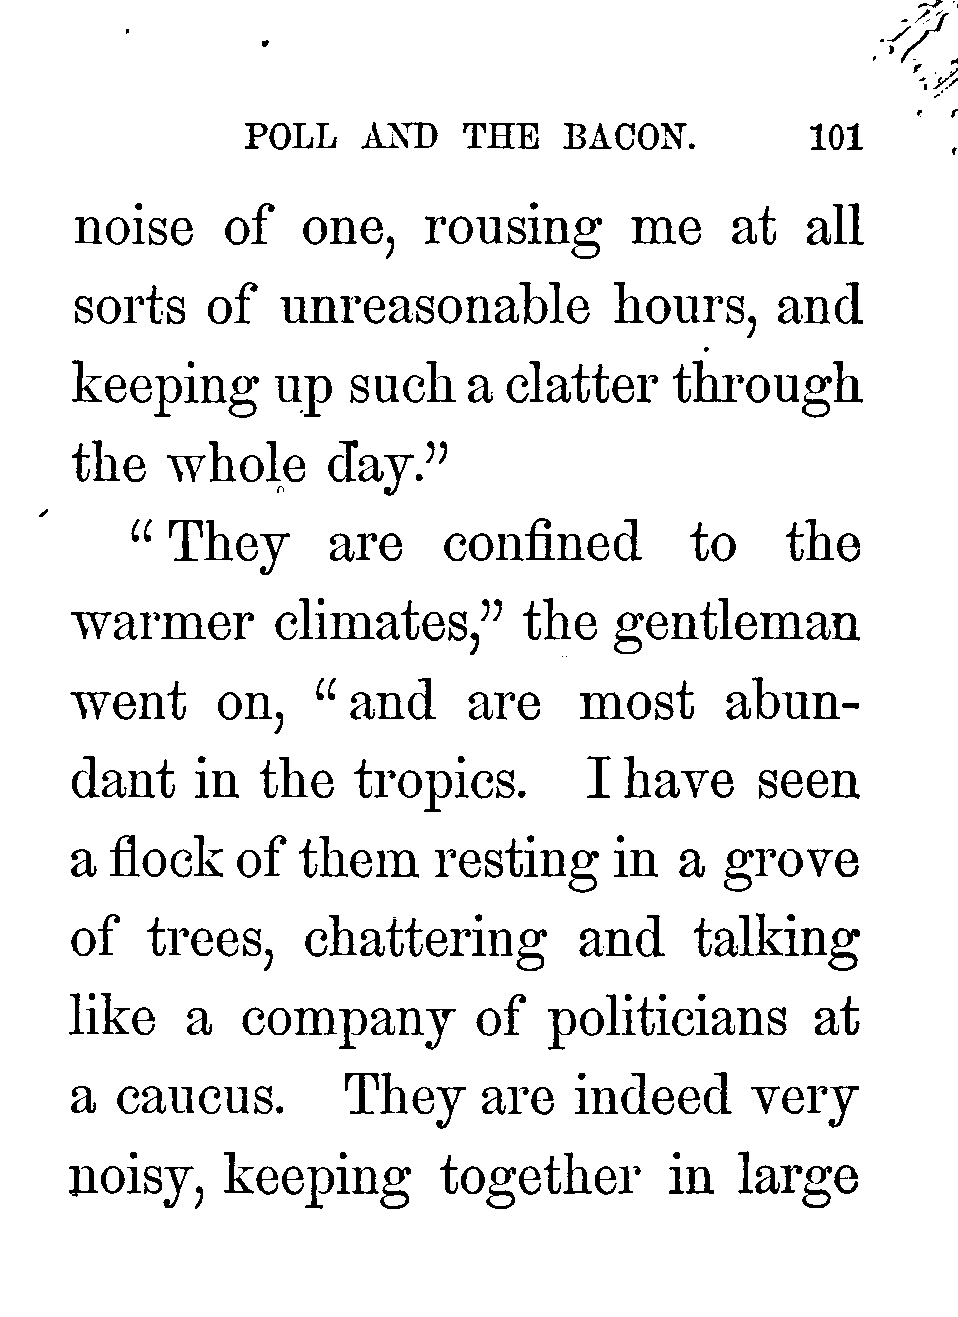 POLL AND THE BACON. 101
noise of one, rousing me at all
sorts of unreasonable hours, and
keeping up such a clatter through
the whole day.”
“ They are confined to the
warmer climates,” the gentleman
went on, “ and are most abun-
dant in the tropics. I have seen
a flock of them resting in a grove
of trees, chattering and talking
like a company of politicians at
a caucus. They are indeed very
noisy, keeping together in large